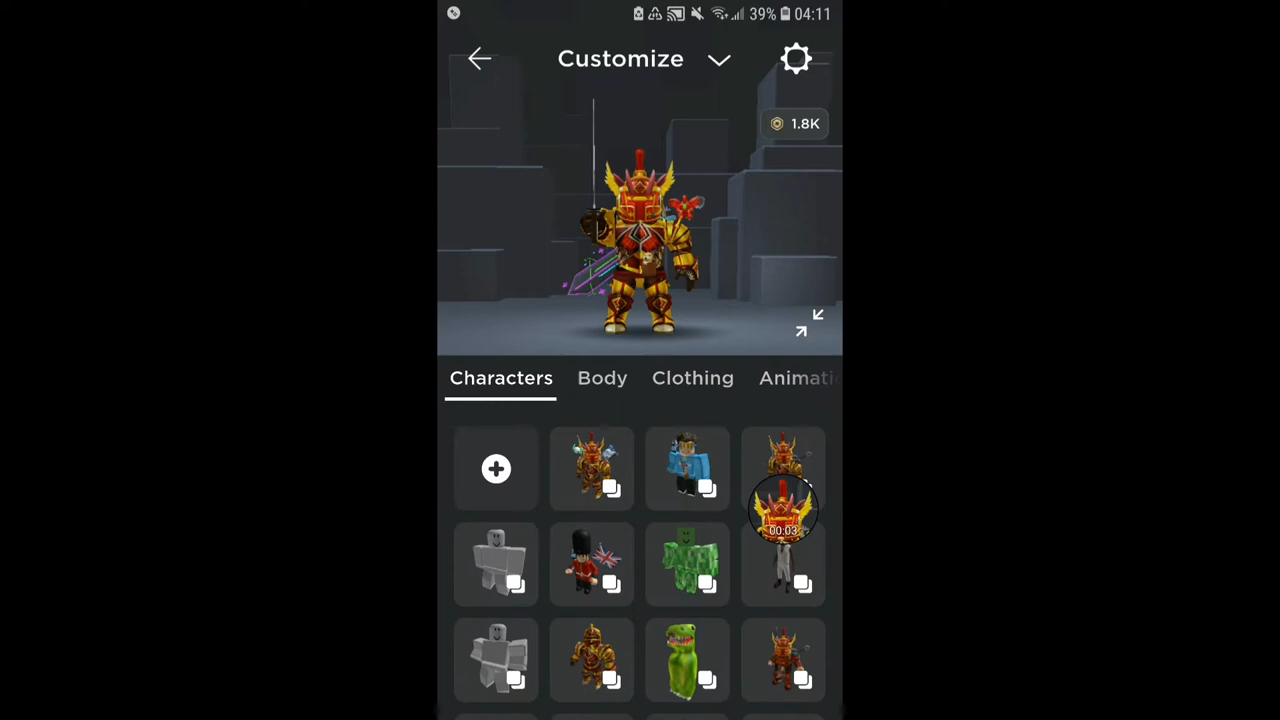 39% 04:11
Customize
1.8K
Characters Body Clothing Animati
00:03